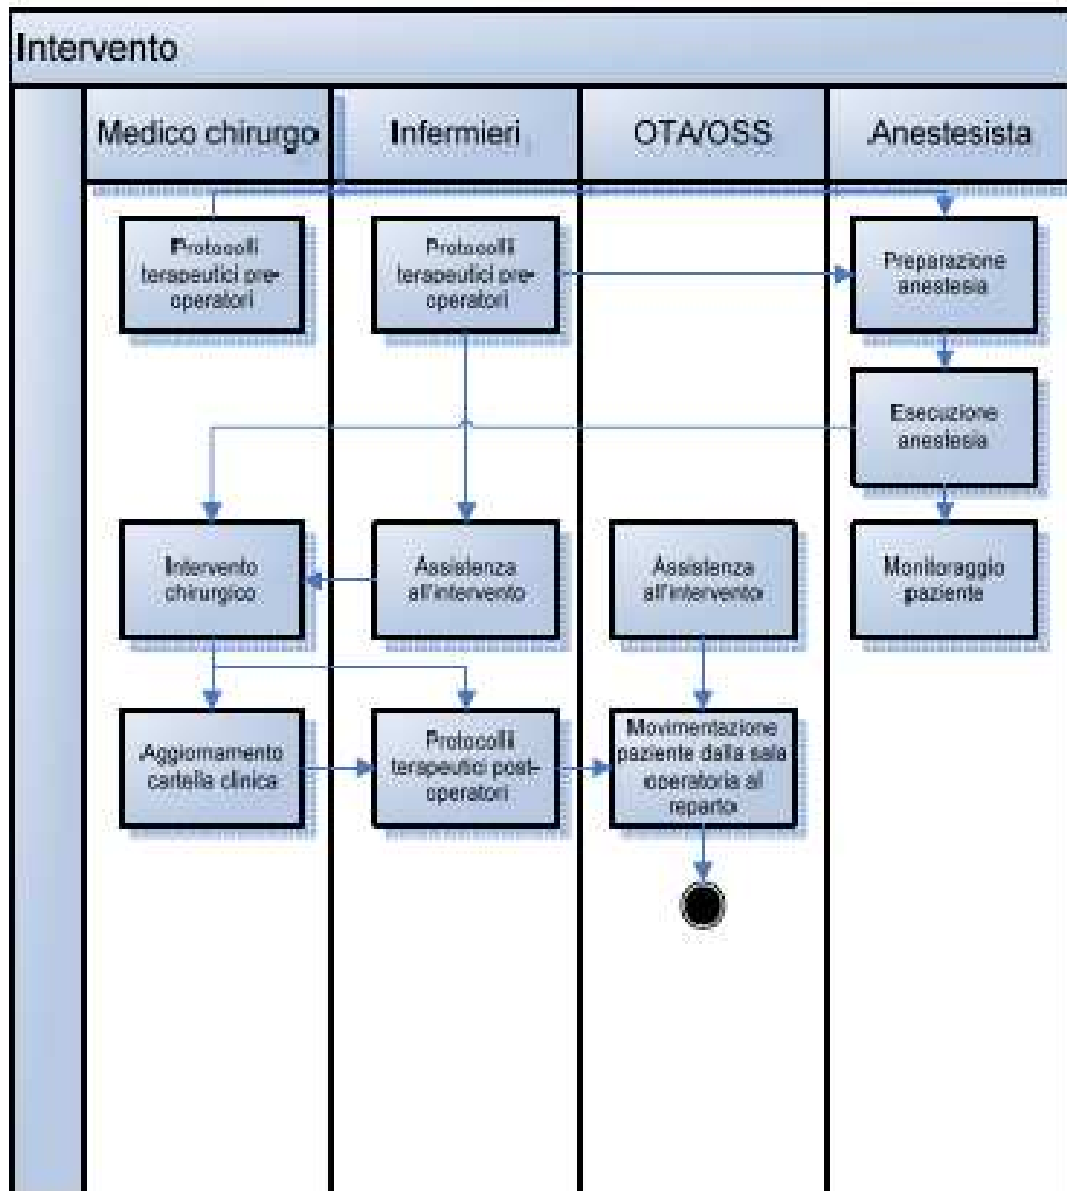 Intervento
Medico chirurgo
Infermieri
OTA/OSS
Anestesista
Protocolli
terapeutici pre-
operatori
Protocolli
terapeutici pre-
operatori
Preparazione
anestesia
Esecuzione
anestesia
Intervento
chirurgico
Assistenza
all'intervento
Assistenza
all'intervento
Monitoraggio
paziente
Aggiornamento
cartella clinica
Protocolli
terapeutici post-
operatori
Movimentazione
paziente dalla sala
operatoria al
reparto